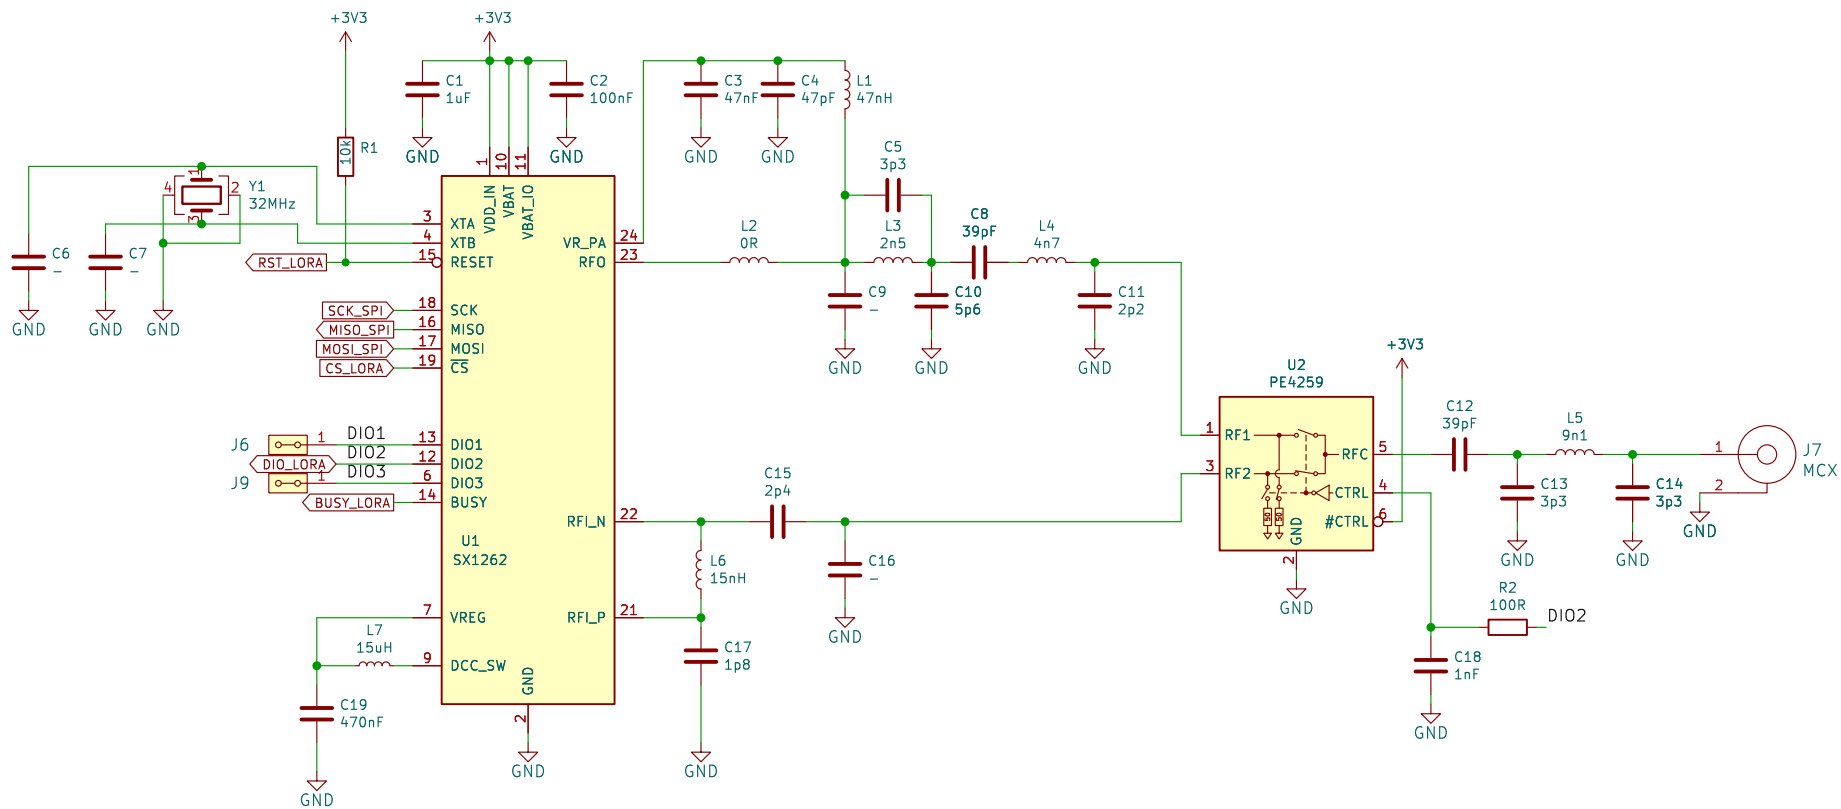 +3V3
+3V3
C1
1uF
GND
C2
100nF
GND
C3
47nF
GND
C4
47pF
GND
L1
47nH
10k
R1
1
10
11
VDD_IN
VBAT
VBAT_IO
1
4
2
3
Y1
32MHz
C6
-
GND
C7
-
GND
GND
RST_LORA
3
XTA
4
XTB
15
RESET
SCK_SPI
18
SCK
MISO_SPI
16
MISO
MOSI_SPI
17
MOSI
CS_LORA
19
CS
J6
1
DIO1
13
DIO1
DIO_LORA
DIO2
12
DIO2
J9
1
DIO3
6
DIO3
BUSY_LORA
14
BUSY
U1
SX1262
7
VREG
L7
15uH
9
DCC_SW
C19
470nF
GND
GND
2
GND
VR_PA
24
RFO
23
RFI_N
22
RFI_P
21
L2
0R
C5
3p3
L3
2n5
C8
39pF
L4
4n7
C9
-
GND
C10
5p6
GND
C11
2p2
GND
C15
2p4
L6
15nH
C16
-
GND
C17
1p8
GND
U2
PE4259
1
RF1
3
RF2
RFC
5
CTRL
4
#CTRL
6
50
50
GND
2
GND
+3V3
C12
39pF
L5
9n1
C13
3p3
GND
C14
3p3
GND
1
2
J7
MCX
GND
R2
100R
DIO2
C18
1nF
GND